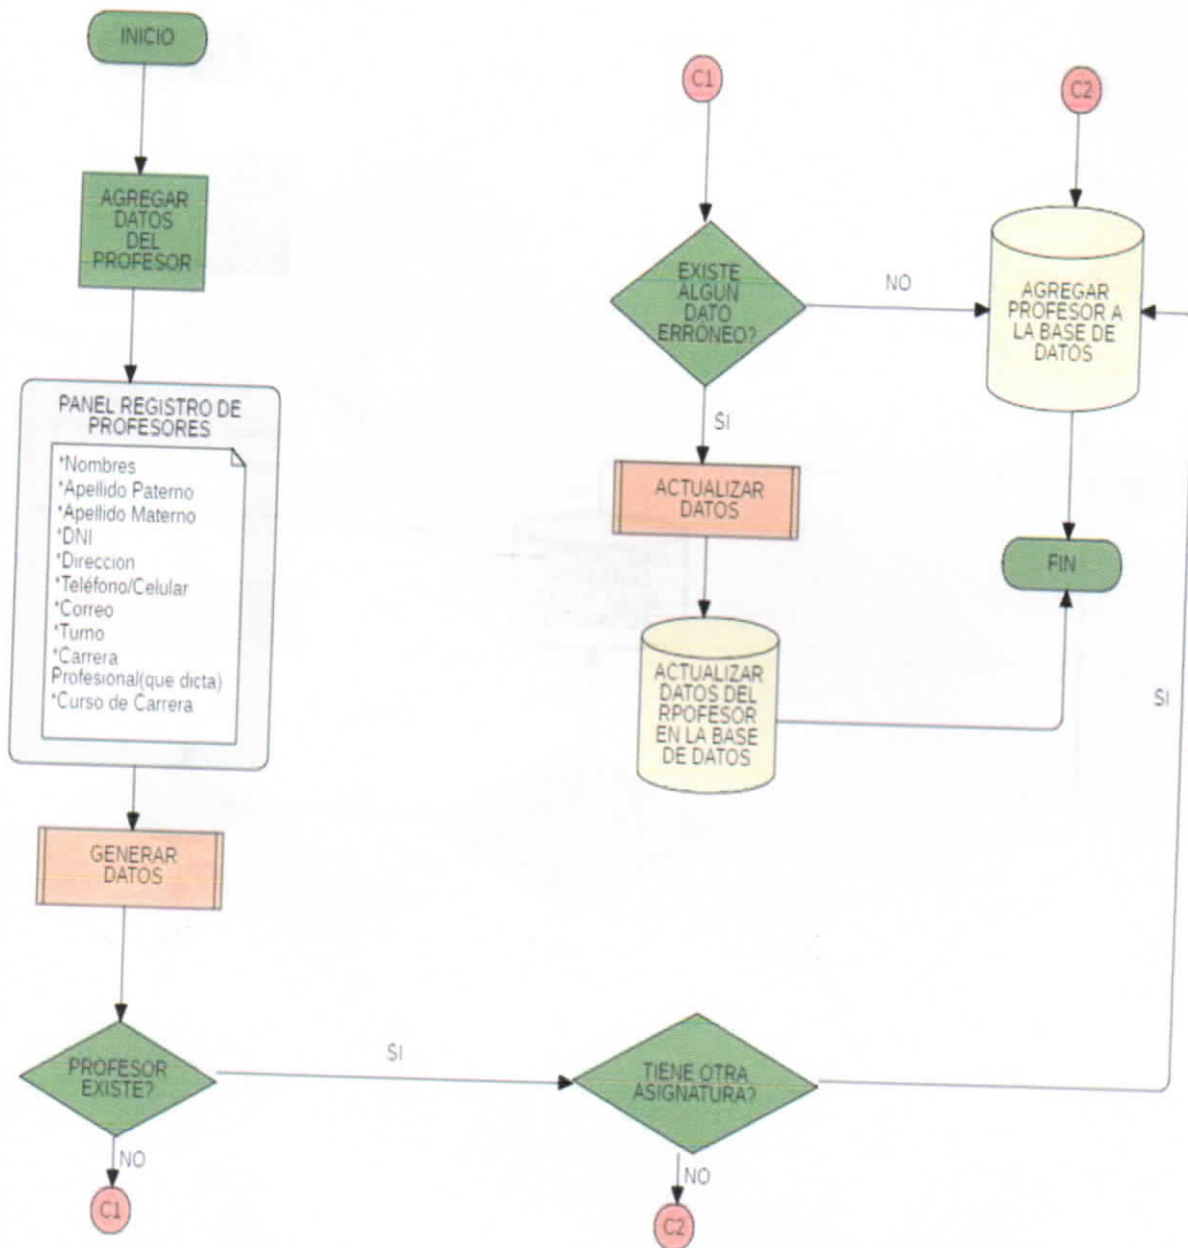 INICIO
AGREGAR
DATOS
DEL
PROFESOR
PANEL REGISTRO DE
PROFESORES
*Nombres
*Apellido Paterno
*Apellido Materno
*DNI
*Direccion
*Teléfono/Celular
*Correo
*Turno
*Carrera
Profesional(que dicta)
*Curso de Carrera
GENERAR
DATOS
PROFESOR
EXISTE?
SI
NO
C1
TIENE OTRA
ASIGNATURA?
SI
NO
C2
C1
EXISTE
ALGUN
DATO
ERRONEO?
NO
SI
ACTUALIZAR
DATOS
ACTUALIZAR
DATOS DEL
RPOFESOR
EN LA BASE
DE DATOS
C2
AGREGAR
PROFESOR A
LA BASE DE
DATOS
FIN